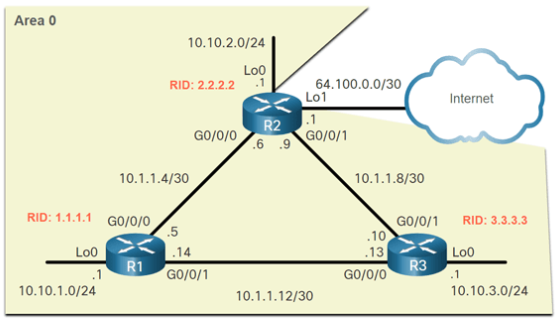 Area 0
10.10.2.0/24
Lo0
.1
RID: 2.2.2.2
64.100.0.0/30
Lo1
.1
Internet
R2
G0/0/0
.6
.9
G0/0/1
10.1.1.4/30
10.1.1.8/30
RID: 1.1.1.1
G0/0/0
.5
G0/0/1
.10
RID: 3.3.3.3
Lo0
.1
R1
.14
G0/0/1
.13
G0/0/0
R3
Lo0
.1
10.10.1.0/24
10.1.1.12/30
10.10.3.0/24